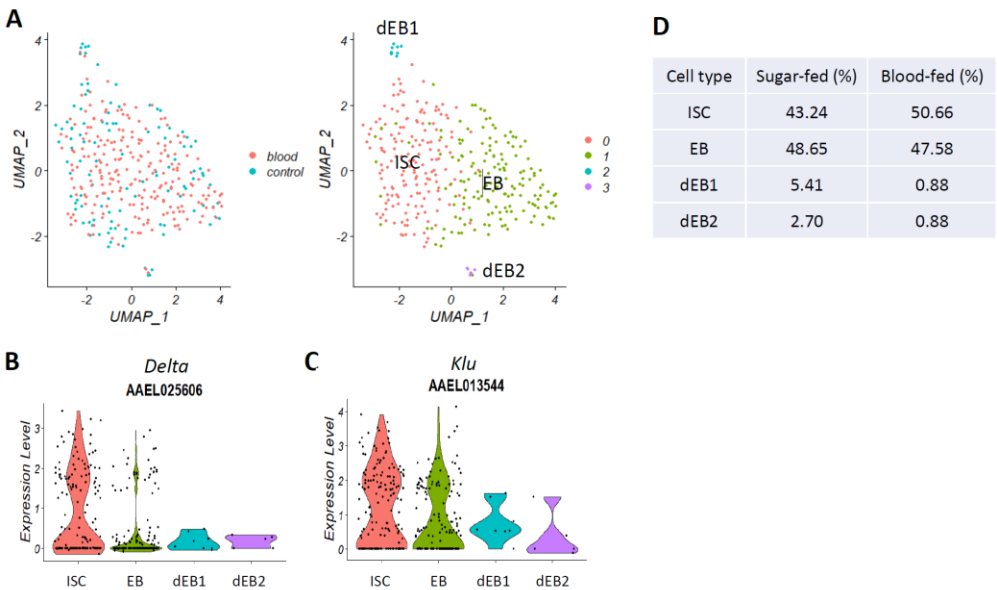 A
dEB1
4
2
0
-2
UMAP_2
-2
0
2
4
UMAP_1
blood
control
4
2
0
-2
UMAP_2
ISC
EB
dEB2
-2
0
2
4
UMAP_1
0
1
2
3
D
Cell type Sugar-fed (%) Blood-fed (%)
ISC 43.24 50.66
EB 48.65 47.58
dEB1 5.41 0.88
dEB2 2.70 0.88
B
Delta
AAEL025606
Expression Level
3
2
1
0
ISC EB dEB1 dEB2
C
Klu
AAEL013544
Expression Level
4
3
2
1
0
ISC EB dEB1 dEB2